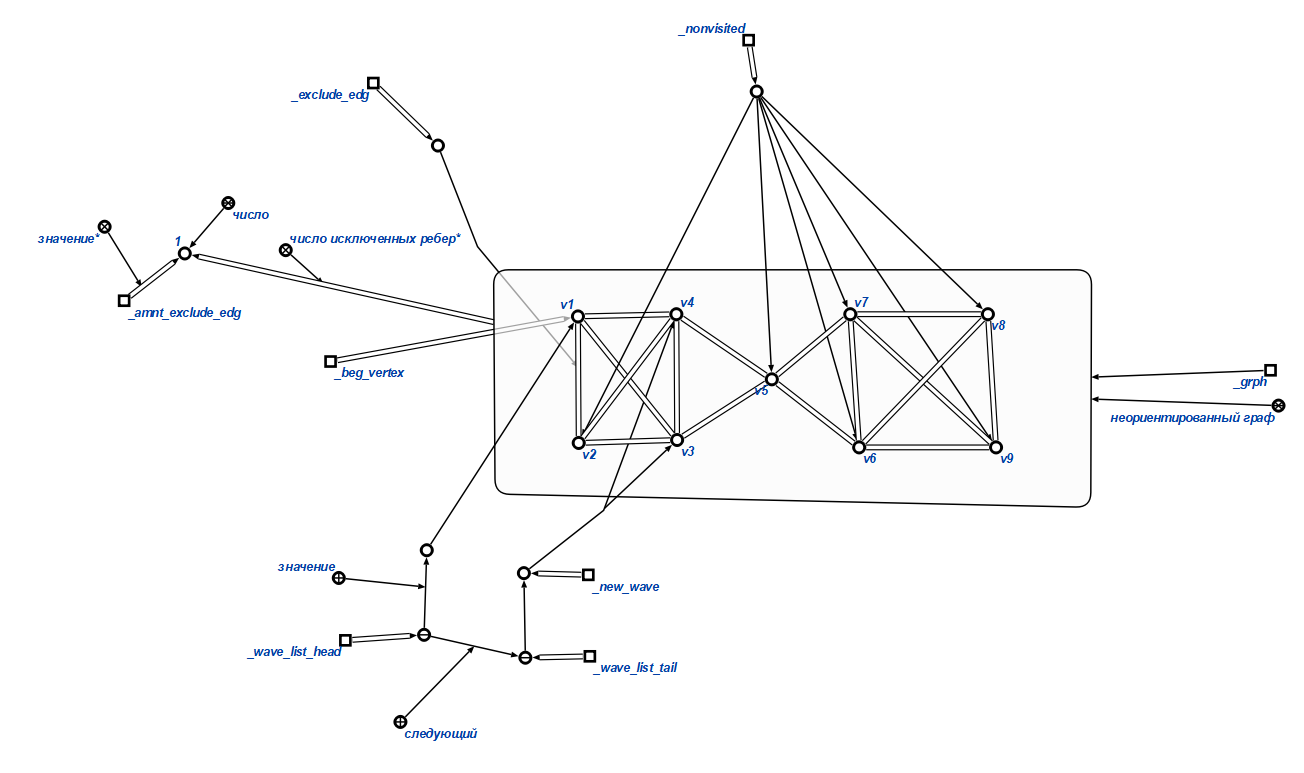 _nonvisited
_exclude_edg
число
значение*
1
число исключенных ребер*
_amnt_exclude_edg
v1
v4
v7
v8
_beg_vertex
v5
_grph
неориентированный граф
v2
v3
v6
v9
значение
_new_wave
_wave_list_head
_wave_list_tail
следующий